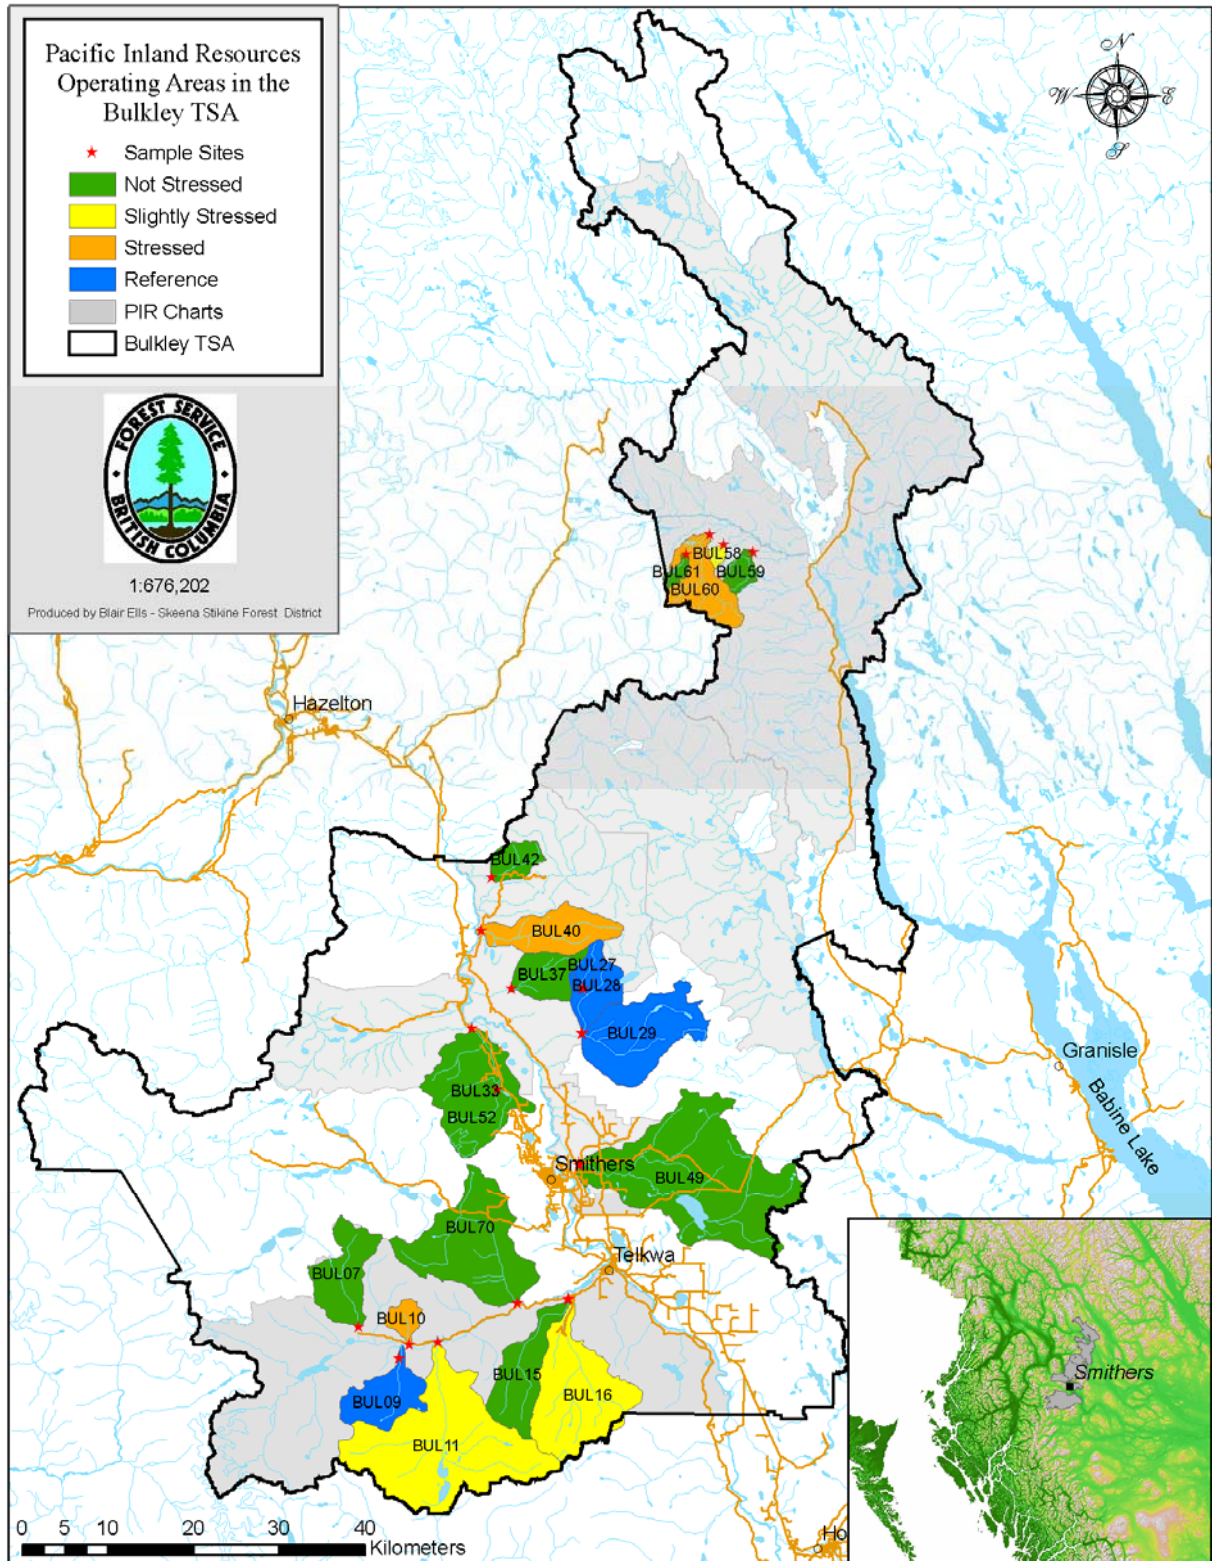 Pacific Inland Resources
Operating Areas in the
Bulkley TSA
Sample Sites
Not Stressed
Slightly Stressed
Stressed
Reference
PIR Charts
Bulkley TSA
FOREST SERVICE
BRITISH COLUMBIA
1:676,202
Produced by Blair Ells - Skeena Stikine Forest District
N
W
E
S
BUL58
BUL61
BUL59
BUL60
Hazelton
BUL42
BUL40
BUL27
BUL37
BUL28
BUL29
Granisle
BUL33
Babine Lake
BUL52
Smithers
BUL49
BUL70
Telkwa
BUL07
BUL10
BUL15
BUL09
BUL16
BUL11
Smithers
0 5 10 20 30 40
Kilometers
Ho